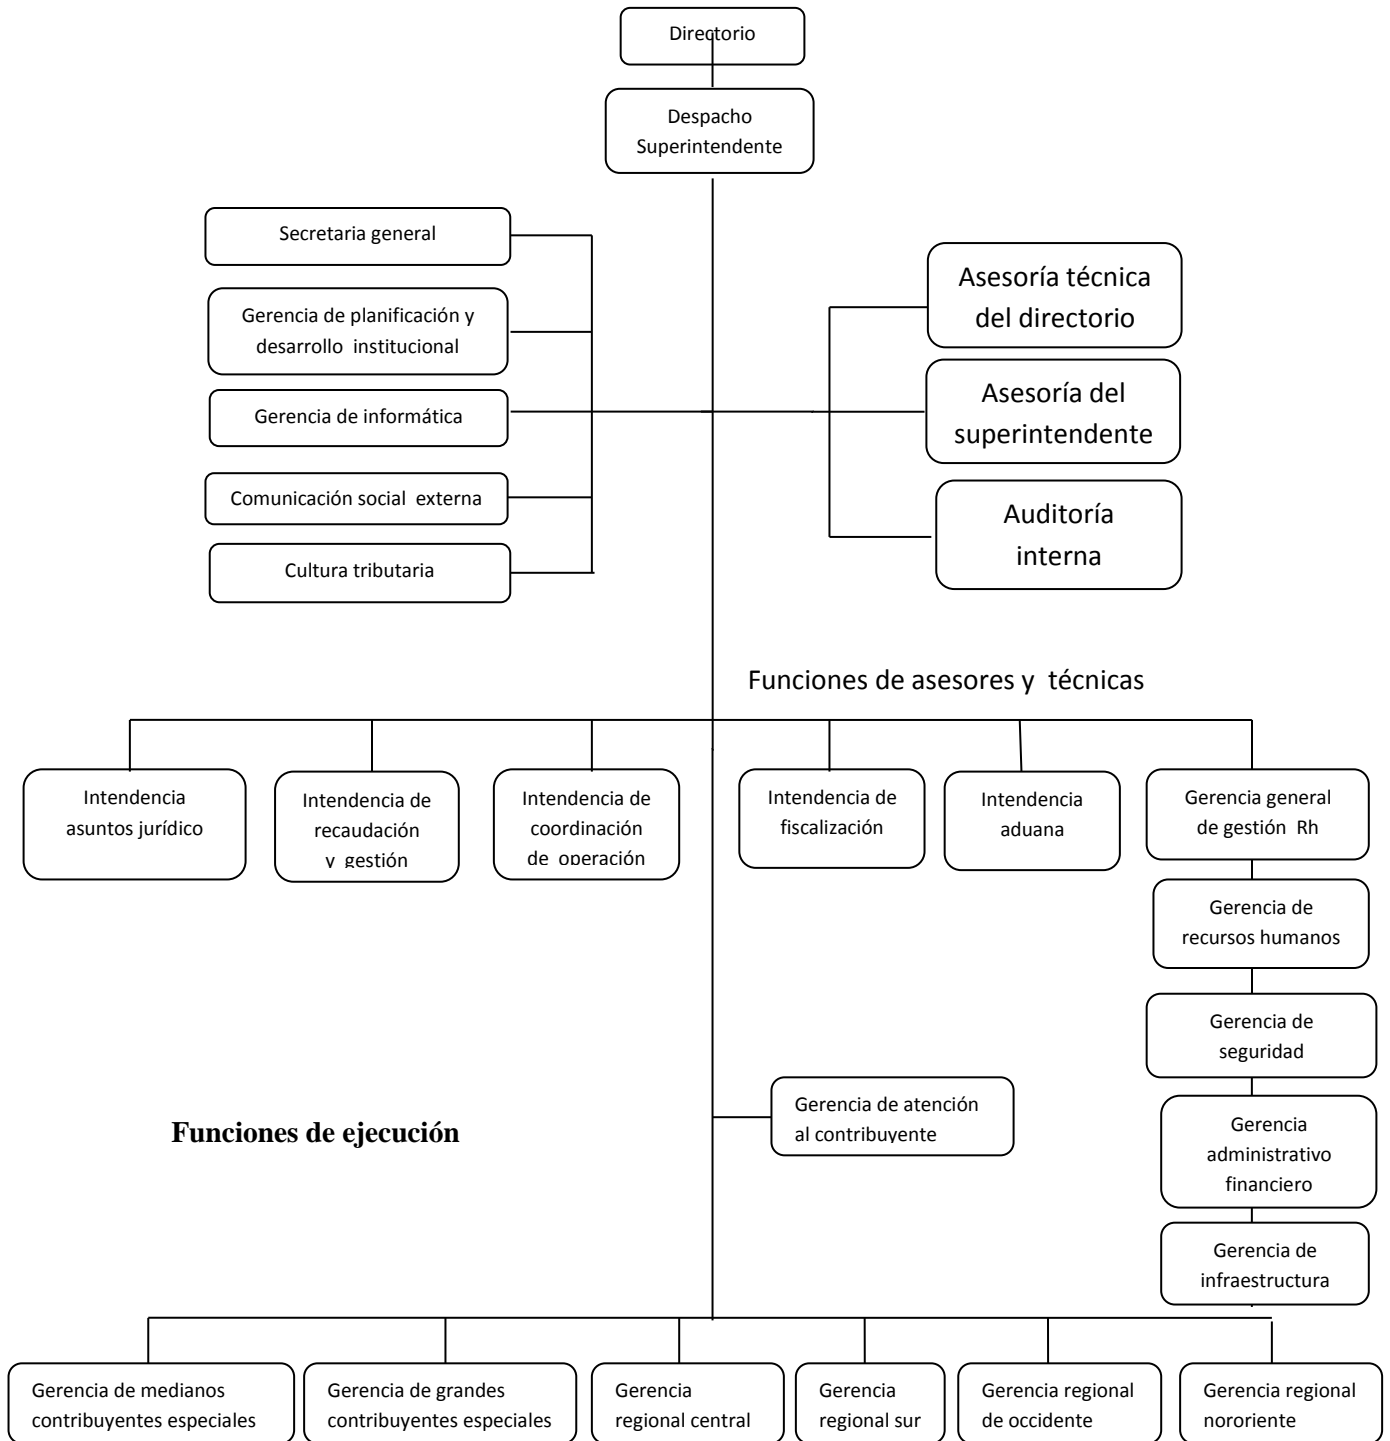 Directorio
Despacho
Superintendente
Secretaria general
Gerencia de planificación y
desarrollo institucional
Gerencia de informática
Comunicación social externa
Cultura tributaria
Asesoría técnica
del directorio
Asesoría del
superintendente
Auditoría
interna
Funciones de asesores y técnicas
Intendencia
asuntos jurídico
Intendencia de
recaudación
y gestión
Intendencia de
coordinación
de operación
Intendencia de
fiscalización
Intendencia
aduana
Gerencia general
de gestión Rh
Gerencia de
recursos humanos
Gerencia de
seguridad
Gerencia de atención
al contribuyente
Funciones de ejecución
Gerencia
administrativo
financiero
Gerencia de
infraestructura
Gerencia de medianos
contribuyentes especiales
Gerencia de grandes
contribuyentes especiales
Gerencia
regional central
Gerencia
regional sur
Gerencia regional
de occidente
Gerencia regional
nororiente